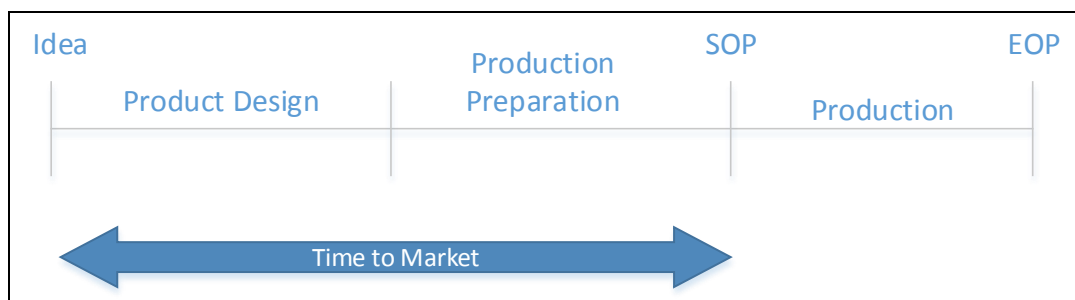 Idea
SOP
EOP
Product Design
Production
Preparation
Production
Time to Market